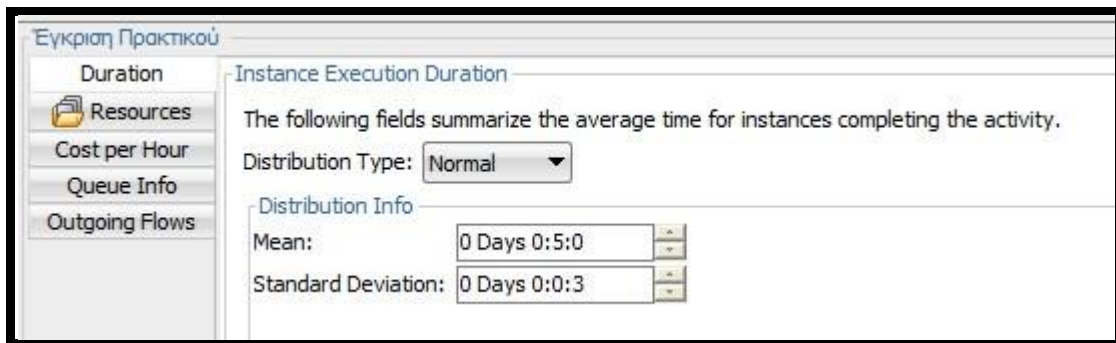 Έγκριση Πρακτικού
Duration
Resources
Cost per Hour
Queue Info
Outgoing Flows
Instance Execution Duration
The following fields summarize the average time for instances completing the activity.
Distribution Type: Normal
Distribution Info
Mean: 0 Days 0:5:0
Standard Deviation: 0 Days 0:0:3